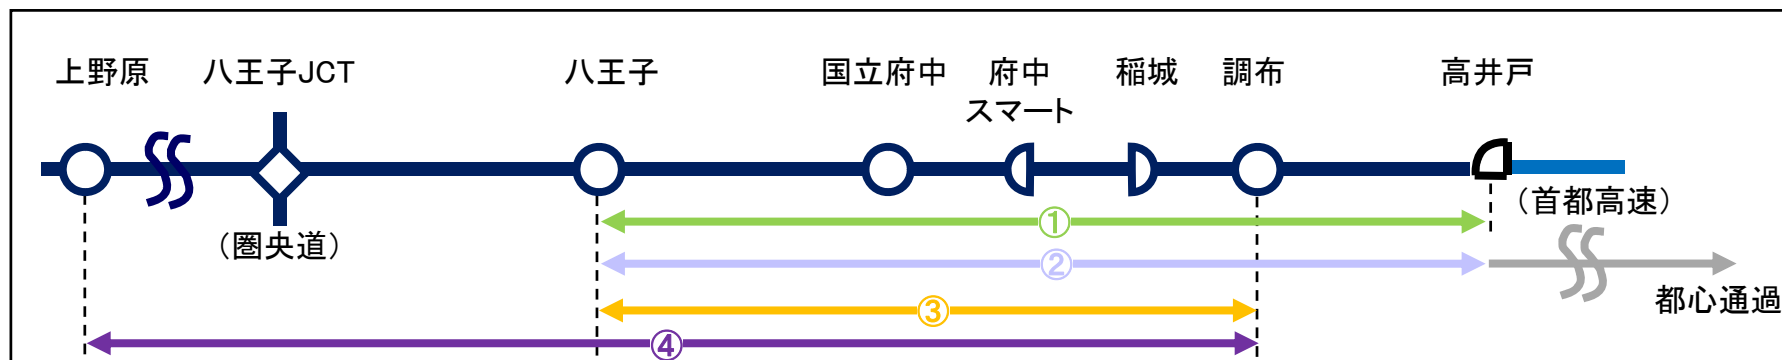 上野原
八王子JCT
八王子
国立府中
府中
スマート
稲城
調布
高井戸
(圏央道)
(首都高速)
①
②
都心通過
③
④